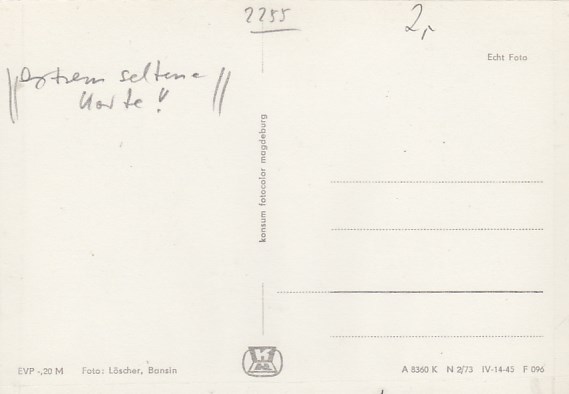 2255
2,-
Echt Foto
extrem seltene
Karte!
konsum fotocolor magdeburg
K
EVP -,20 M Foto: Löscher, Bansin
A 8360 K N 2/73 IV-14-45 F 096